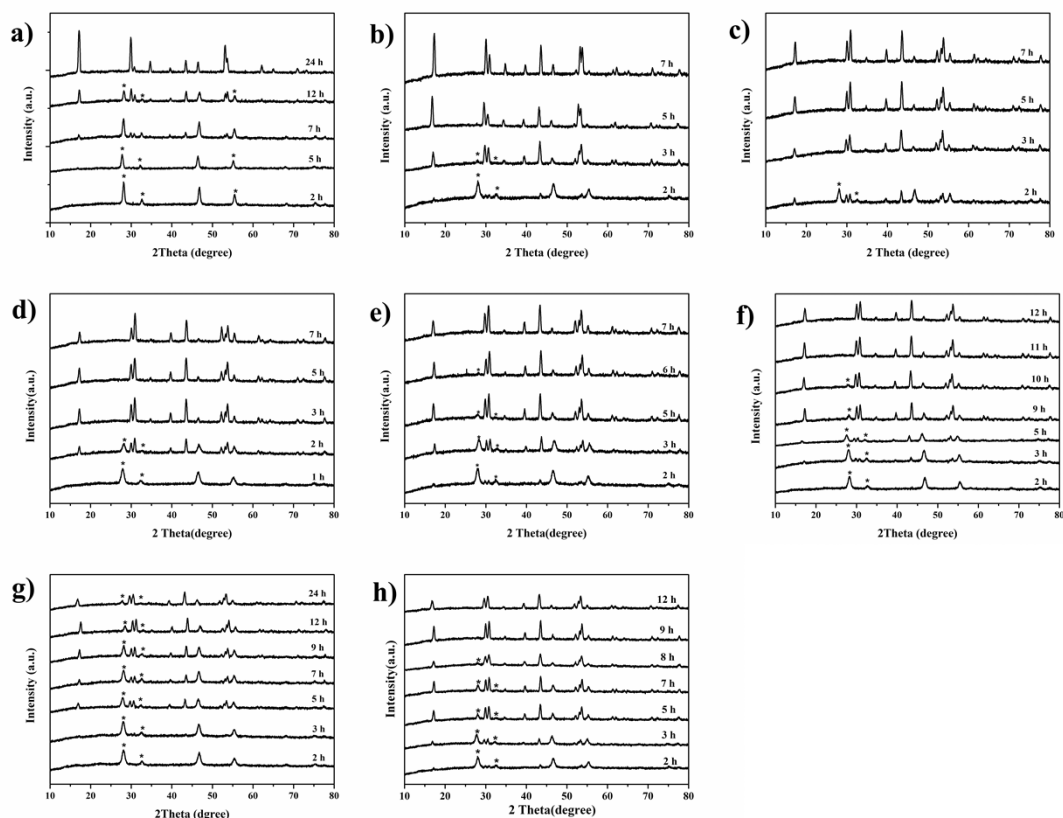 a)
Intensity (a.u.)
24 h
* * *
12 h
7 h
* * *
5 h
* * *
2 h
10 20 30 40 50 60 70 80
2Theta (degree)
b)
Intensity (a.u.)
7 h
5 h
* *
3 h
* *
2 h
10 20 30 40 50 60 70 80
2 Theta (degree)
c)
Intensity (a.u.)
7 h
5 h
3 h
* *
2 h
10 20 30 40 50 60 70 80
2 Theta (degree)
d)
Intensity(a.u.)
7 h
5 h
3 h
* *
2 h
* *
1 h
10 20 30 40 50 60 70 80
2 Theta(degree)
e)
Intensity(a.u.)
7 h
*
6 h
* *
5 h
* *
3 h
* *
2 h
10 20 30 40 50 60 70 80
2 Theta(degree)
f)
Intensity (a.u.)
12 h
11 h
*
10 h
*
9 h
* *
5 h
* *
3 h
* *
2 h
10 20 30 40 50 60 70 80
2Theta (degree)
g)
Intensity (a.u.)
* *
24 h
* *
12 h
* *
9 h
* *
7 h
* *
5 h
* *
3 h
* *
2 h
10 20 30 40 50 60 70 80
2Theta (dgree)
h)
Intensity(a.u.)
12 h
9 h
*
8 h
* *
7 h
* *
5 h
* *
3 h
* *
2 h
10 20 30 40 50 60 70 80
2 Theta(degree)